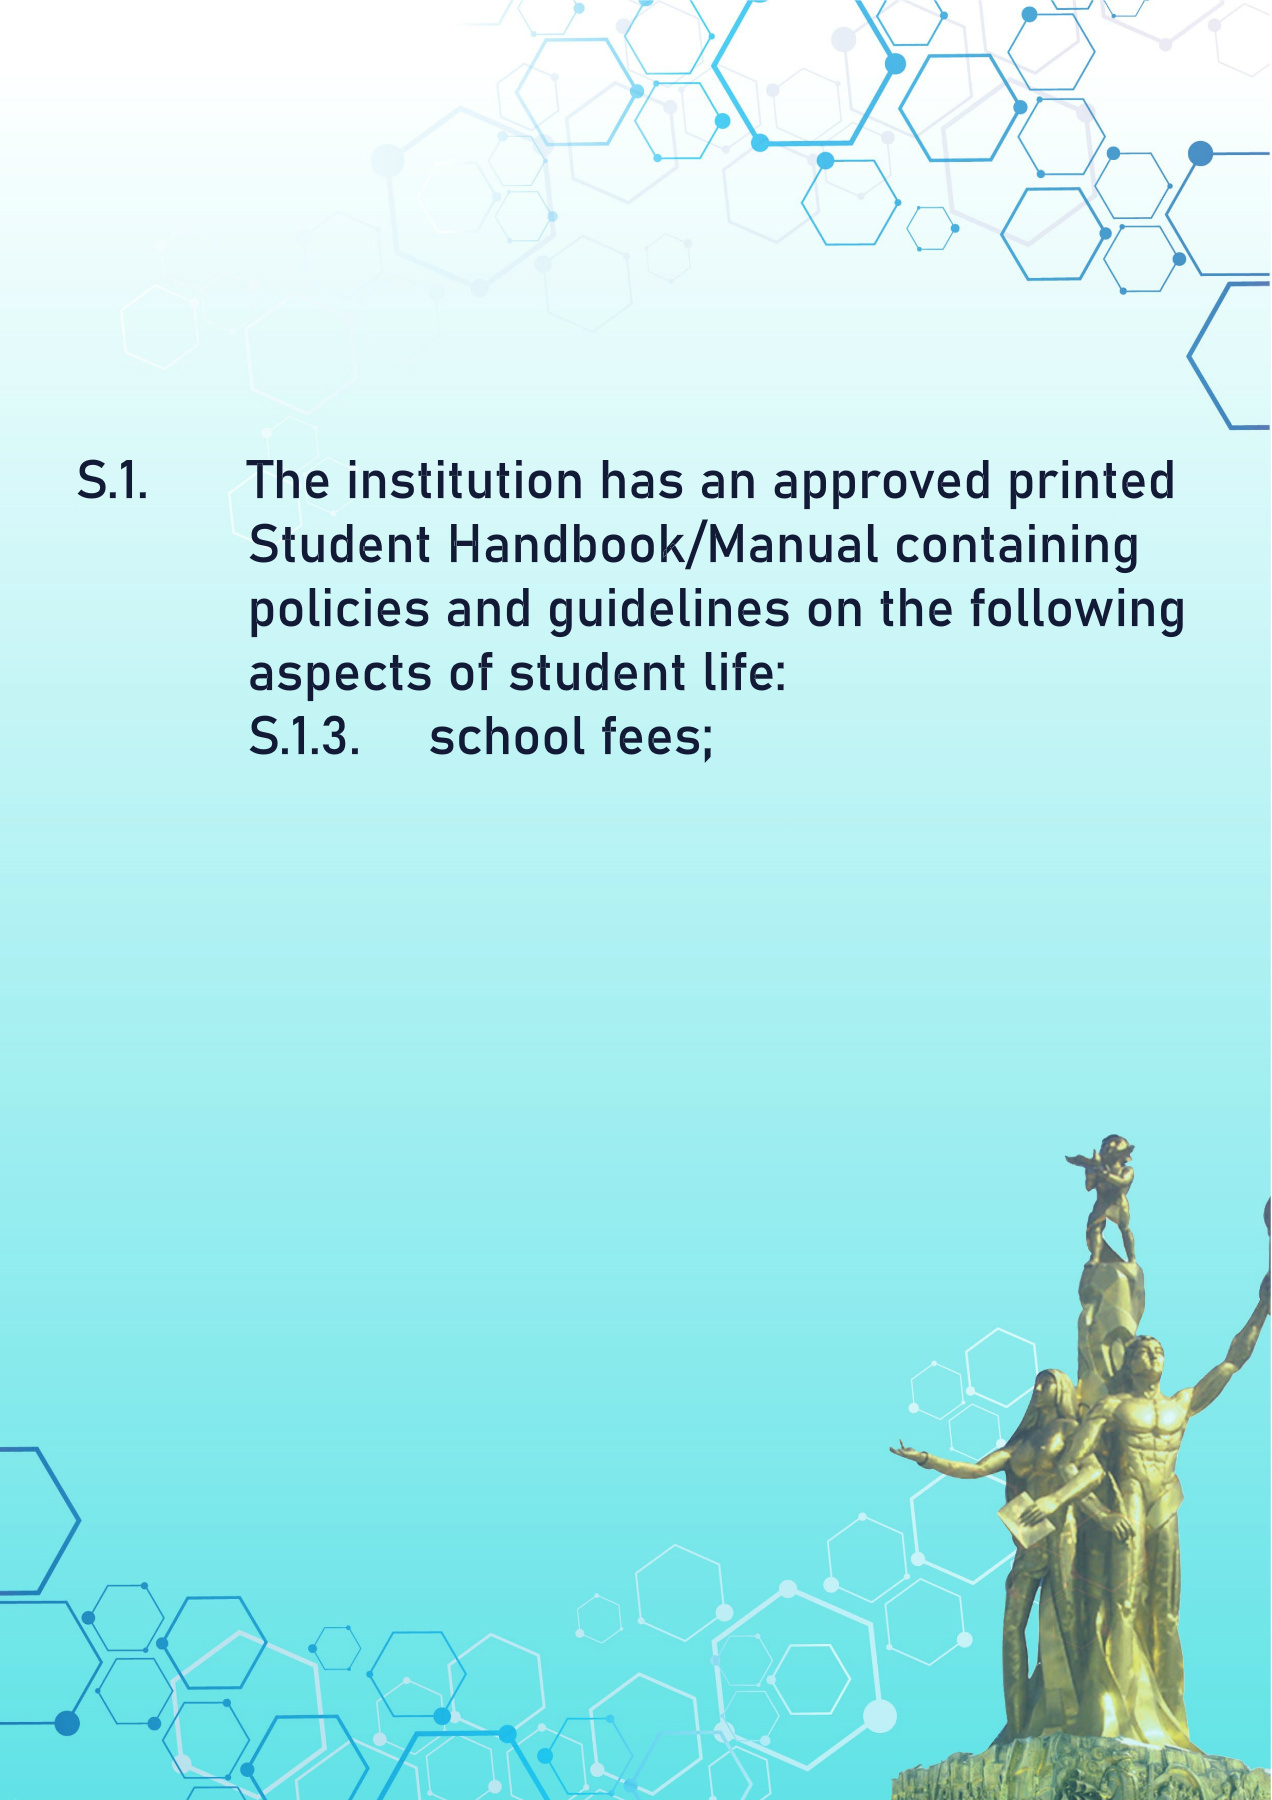 S.1. The institution has an approved printed
Student Handbook/Manual containing
policies and guidelines on the following
aspects of student life:
S.1.3. school fees;